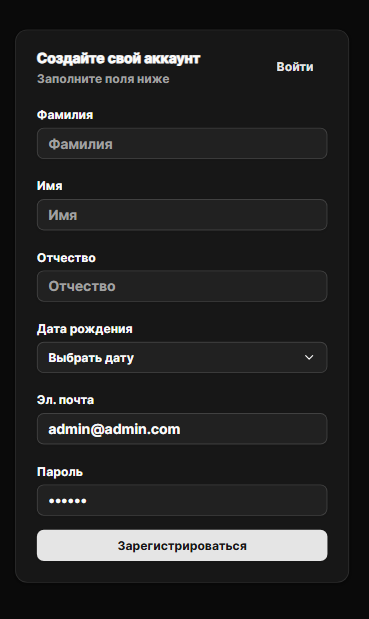 Создайте свой аккаунт
Войти
Заполните поля ниже
Фамилия
Фамилия
Имя
Имя
Отчество
Отчество
Дата рождения
Выбрать дату
Эл. почта
admin@admin.com
Пароль
••••••
Зарегистрироваться